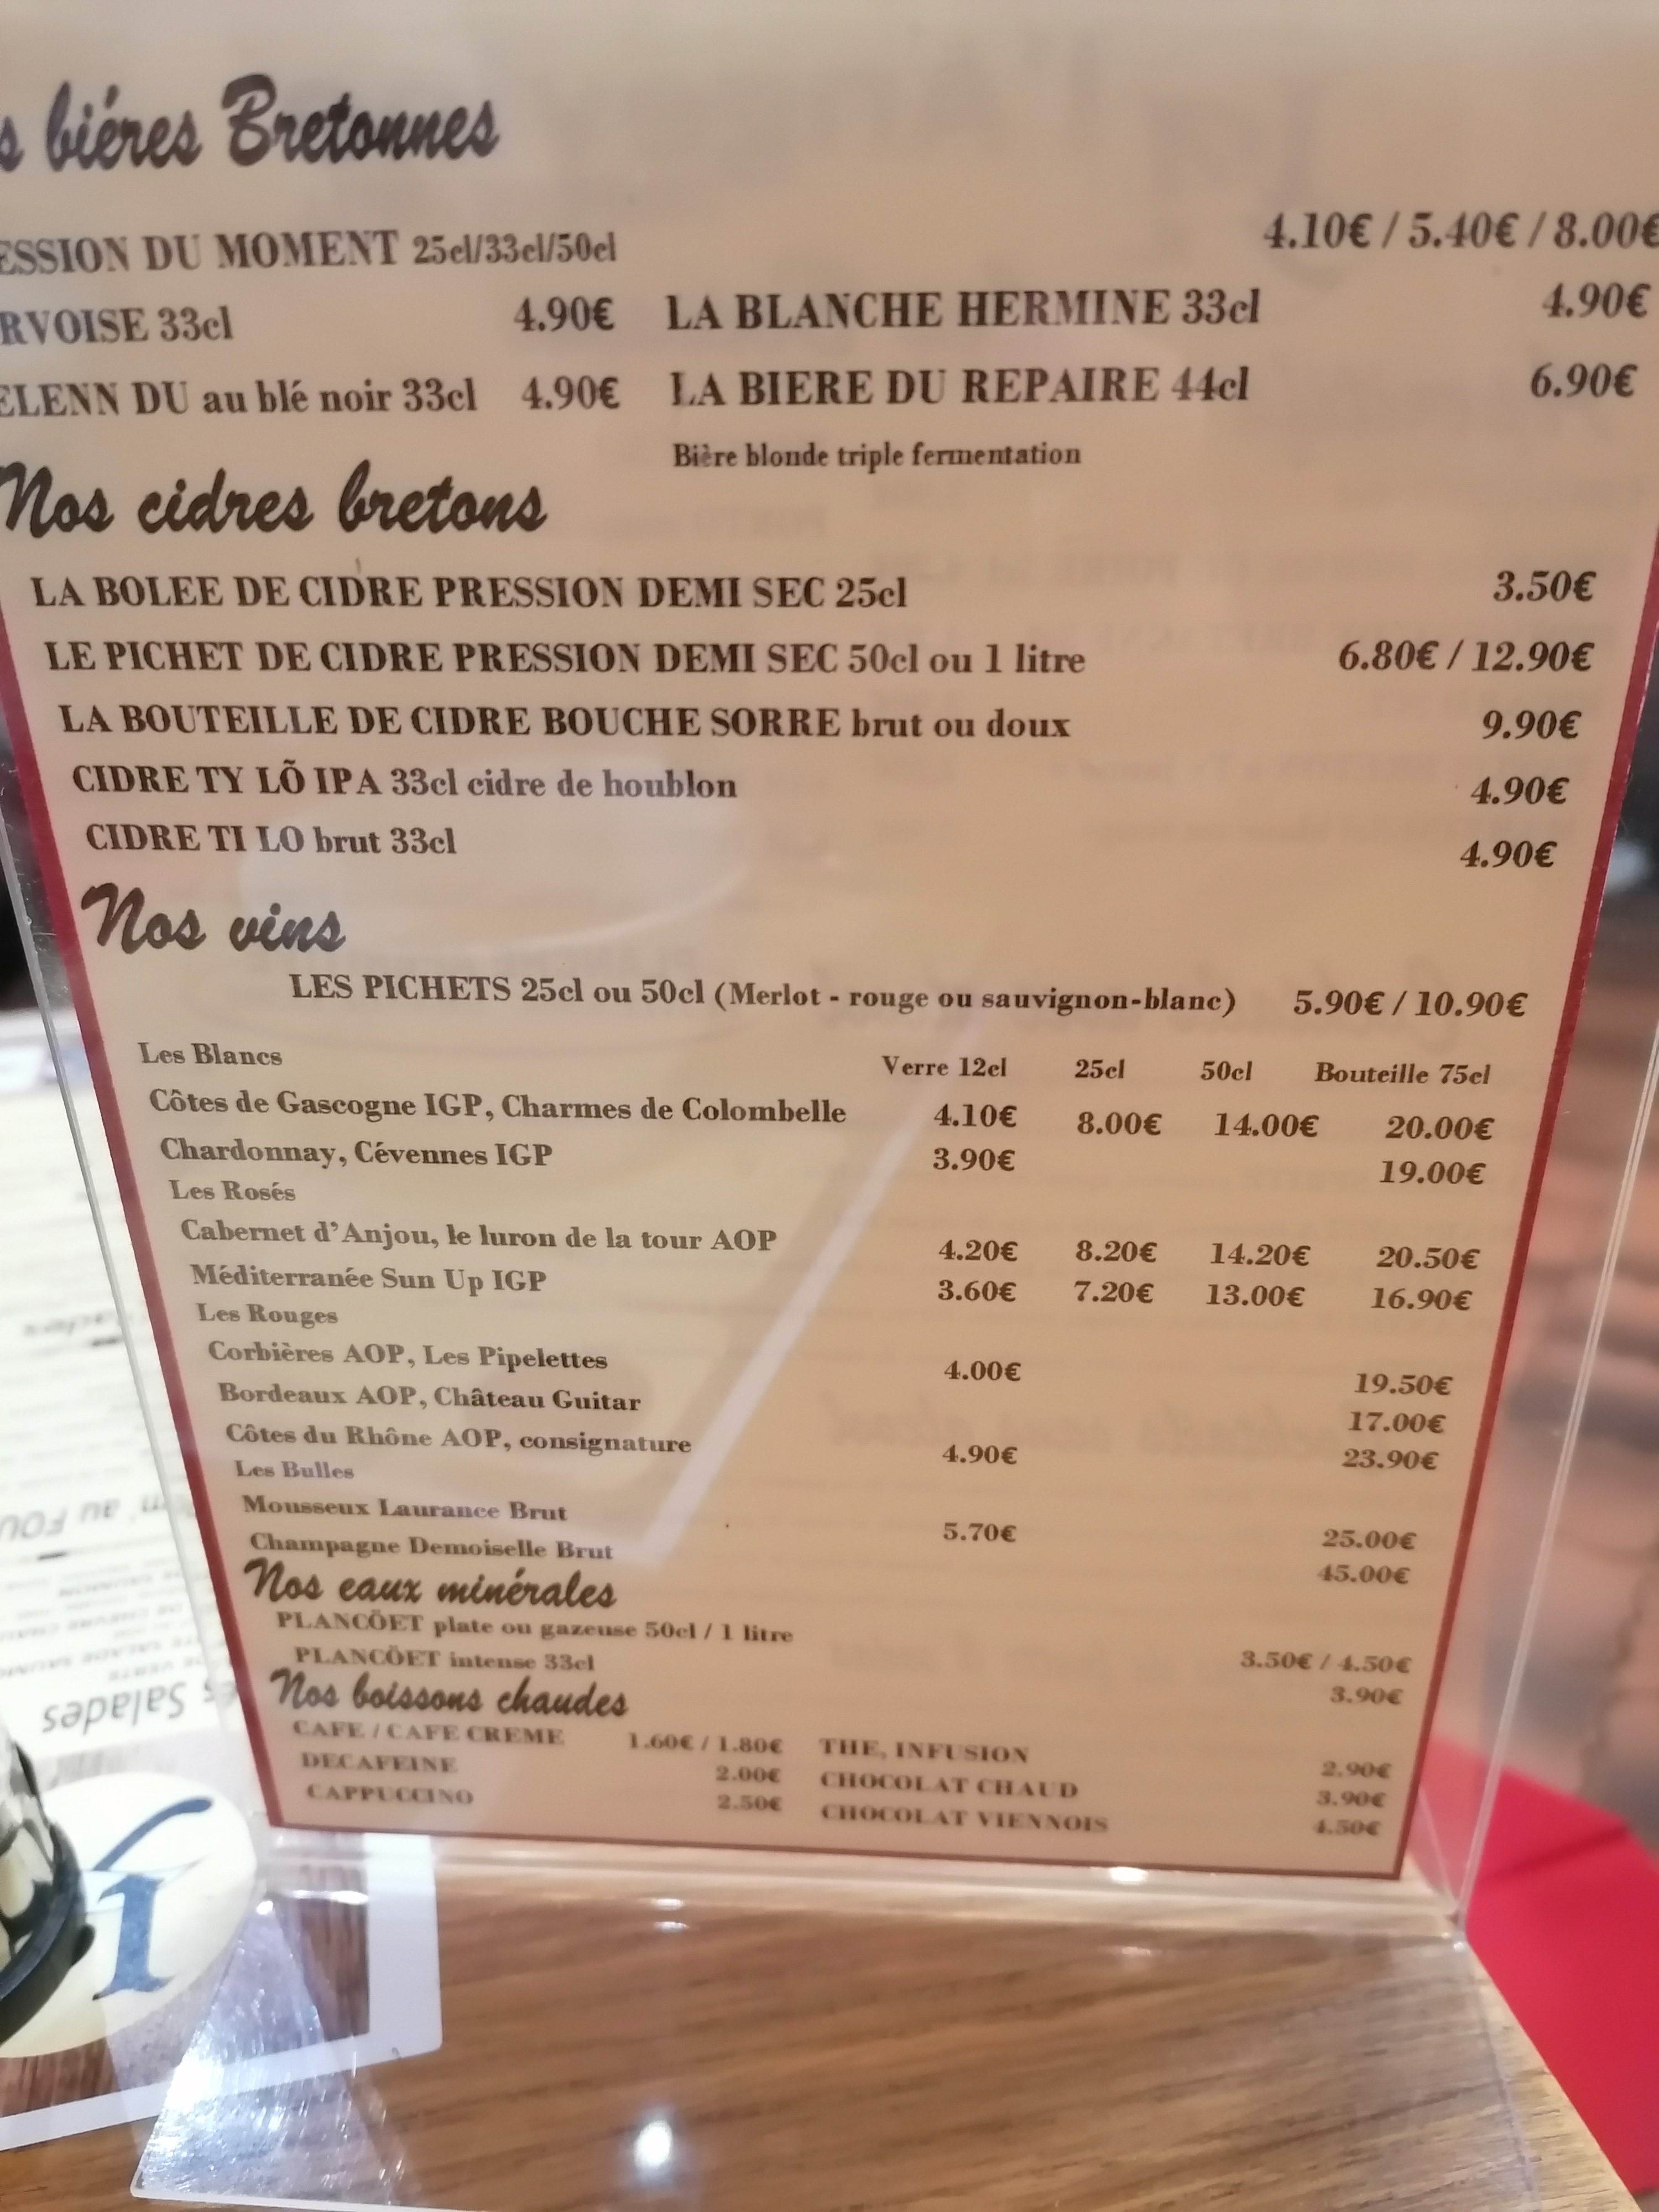 s biéres Bretonnes
ESSION DU MOMENT 25cl/33cl/50cl 4.10€ / 5.40€ / 8.00€
RVOISE 33cl 4.90€ LA BLANCHE HERMINE 33cl 4.90€
ELENN DU au blé noir 33cl 4.90€ LA BIERE DU REPAIRE 44cl 6.90€
Bière blonde triple fermentation
Nos cidres bretons
LA BOLEE DE CIDRE PRESSION DEMI SEC 25cl 3.50€
LE PICHET DE CIDRE PRESSION DEMI SEC 50cl ou 1 litre 6.80€ / 12.90€
LA BOUTEILLE DE CIDRE BOUCHE SORRE brut ou doux 9.90€
CIDRE TY LÕ IPA 33cl cidre de houblon 4.90€
CIDRE TI LO brut 33cl 4.90€
Nos vins
LES PICHETS 25cl ou 50cl (Merlot - rouge ou sauvignon-blanc) 5.90€ / 10.90€
Les Blancs Verre 12cl 25cl 50cl Bouteille 75cl
Côtes de Gascogne IGP, Charmes de Colombelle 4.10€ 8.00€ 14.00€ 20.00€
Chardonnay, Cévennes IGP 3.90€ 19.00€
Les Rosés
Cabernet d'Anjou, le luron de la tour AOP 4.20€ 8.20€ 14.20€ 20.50€
Méditerranée Sun Up IGP 3.60€ 7.20€ 13.00€ 16.90€
Les Rouges
Corbières AOP, Les Pipelettes 4.00€ 19.50€
Bordeaux AOP, Château Guitar 17.00€
Côtes du Rhône AOP, consignature 4.90€ 23.90€
Les Bulles
Mousseux Laurance Brut 5.70€ 25.00€
Champagne Demoiselle Brut 45.00€
Nos eaux minérales
PLANCÖET plate ou gazeuse 50cl / 1 litre 3.50€ / 4.50€
PLANCÖET intense 33cl 3.90€
Nos boissons chaudes
CAFE / CAFE CREME 1.60€ / 1.80€ THE, INFUSION 2.90€
DECAFEINE 2.00€ CHOCOLAT CHAUD 3.90€
CAPPUCCINO 2.50€ CHOCOLAT VIENNOIS 4.50€
Salades